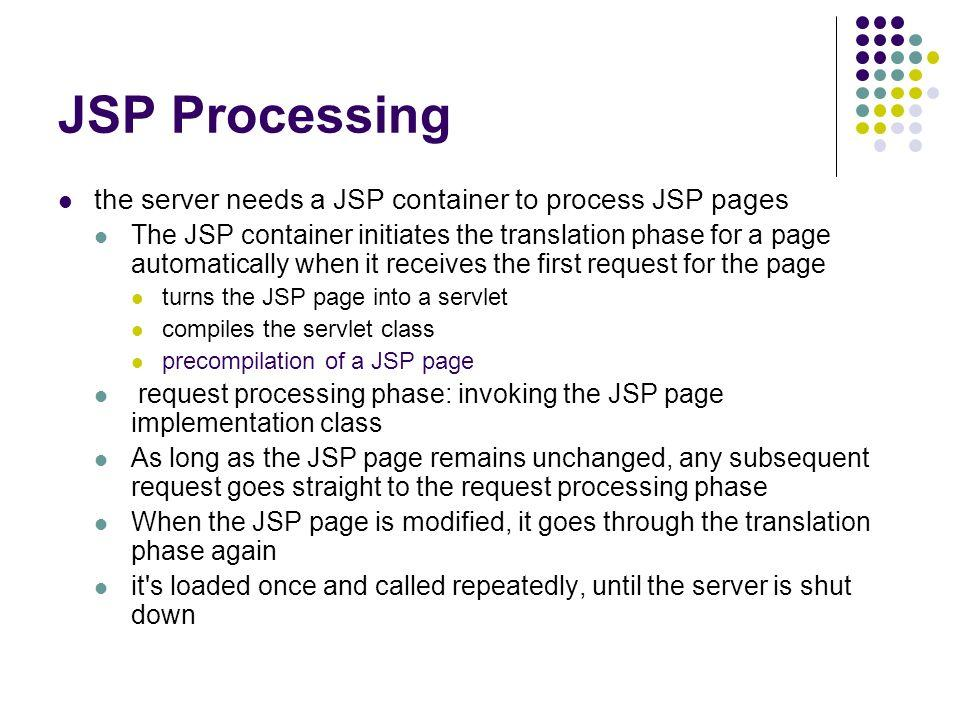 JSP Processing
the server needs a JSP container to process JSP pages
The JSP container initiates the translation phase for a page
automatically when it receives the first request for the page
turns the JSP page into a servlet
compiles the servlet class
precompilation of a JSP page
request processing phase: invoking the JSP page
implementation class
As long as the JSP page remains unchanged, any subsequent
request goes straight to the request processing phase
When the JSP page is modified, it goes through the translation
phase again
it's loaded once and called repeatedly, until the server is shut
down